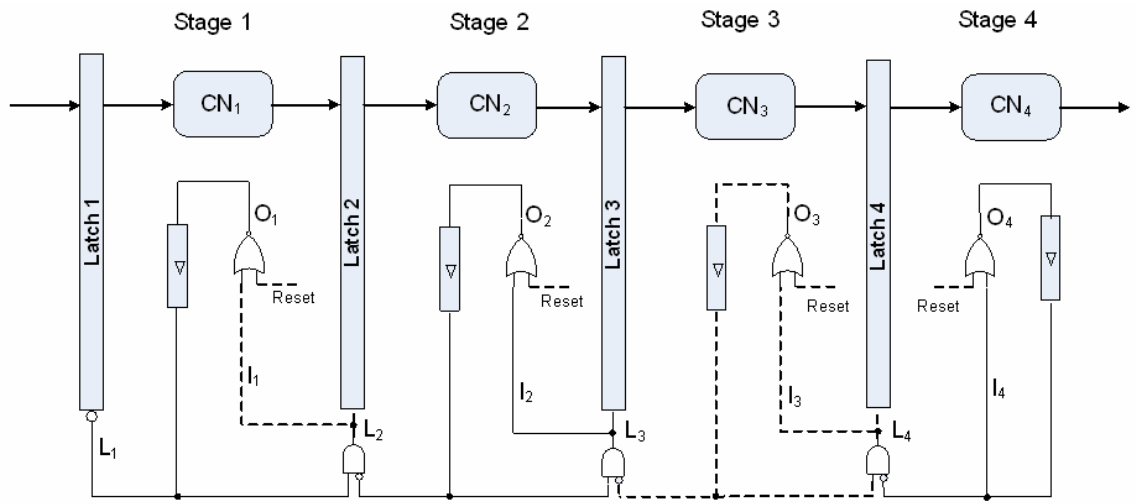 Stage 1
Stage 2
Stage 3
Stage 4
CN₁
CN₂
CN₃
CN₄
Latch 1
Latch 2
Latch 3
Latch 4
O₁
O₂
O₃
O₄
Reset
Reset
Reset
Reset
I₁
I₂
I₃
I₄
L₁
L₂
L₃
L₄